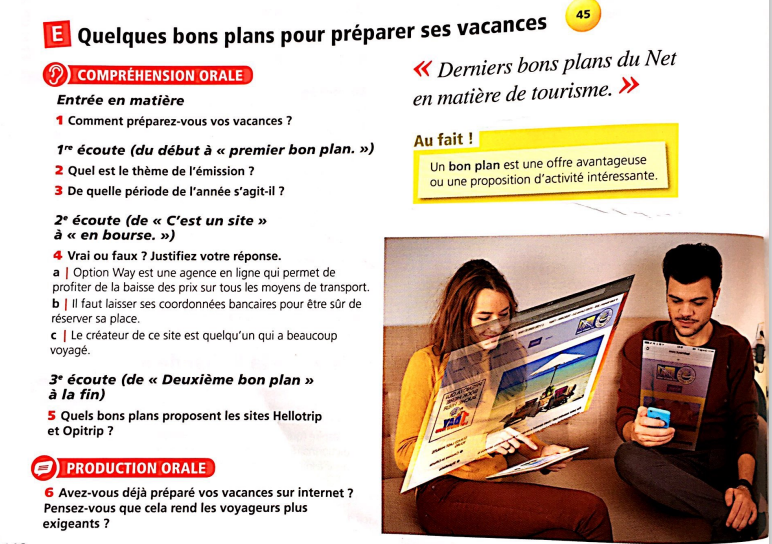 E Quelques bons plans pour préparer ses vacances
45
COMPRÉHENSION ORALE
Entrée en matière
1 Comment préparez-vous vos vacances ?
1re écoute (du début à « premier bon plan. »)
2 Quel est le thème de l'émission ?
3 De quelle période de l'année s'agit-il ?
2e écoute (de « C'est un site »
à « en bourse. »)
4 Vrai ou faux ? Justifiez votre réponse.
a | Option Way est une agence en ligne qui permet de
profiter de la baisse des prix sur tous les moyens de transport.
b | Il faut laisser ses coordonnées bancaires pour être sûr de
réserver sa place.
c | Le créateur de ce site est quelqu'un qui a beaucoup
voyagé.
3e écoute (de « Deuxième bon plan »
à la fin)
5 Quels bons plans proposent les sites Hellotrip
et Opitrip ?
PRODUCTION ORALE
6 Avez-vous déjà préparé vos vacances sur internet ?
Pensez-vous que cela rend les voyageurs plus
exigeants ?
« Derniers bons plans du Net
en matière de tourisme. »
Au fait !
Un bon plan est une offre avantageuse
ou une proposition d'activité intéressante.